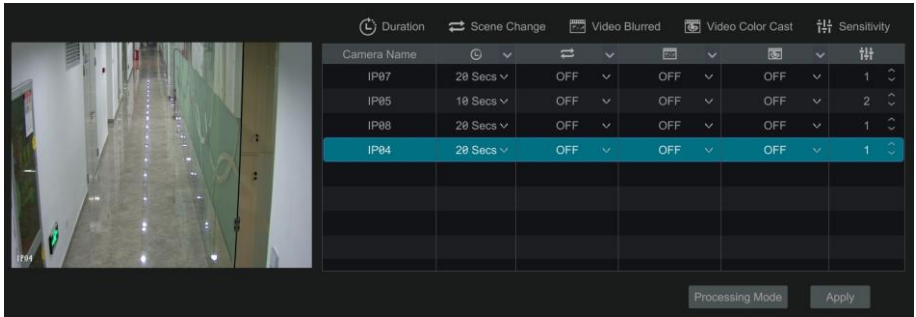 Duration Scene Change Video Blurred Video Color Cast Sensitivity
Camera Name
IP07 20 Secs OFF OFF OFF 1
IP05 10 Secs OFF OFF OFF 2
IP08 20 Secs OFF OFF OFF 1
IP04 20 Secs OFF OFF OFF 1
IP04
Processing Mode Apply